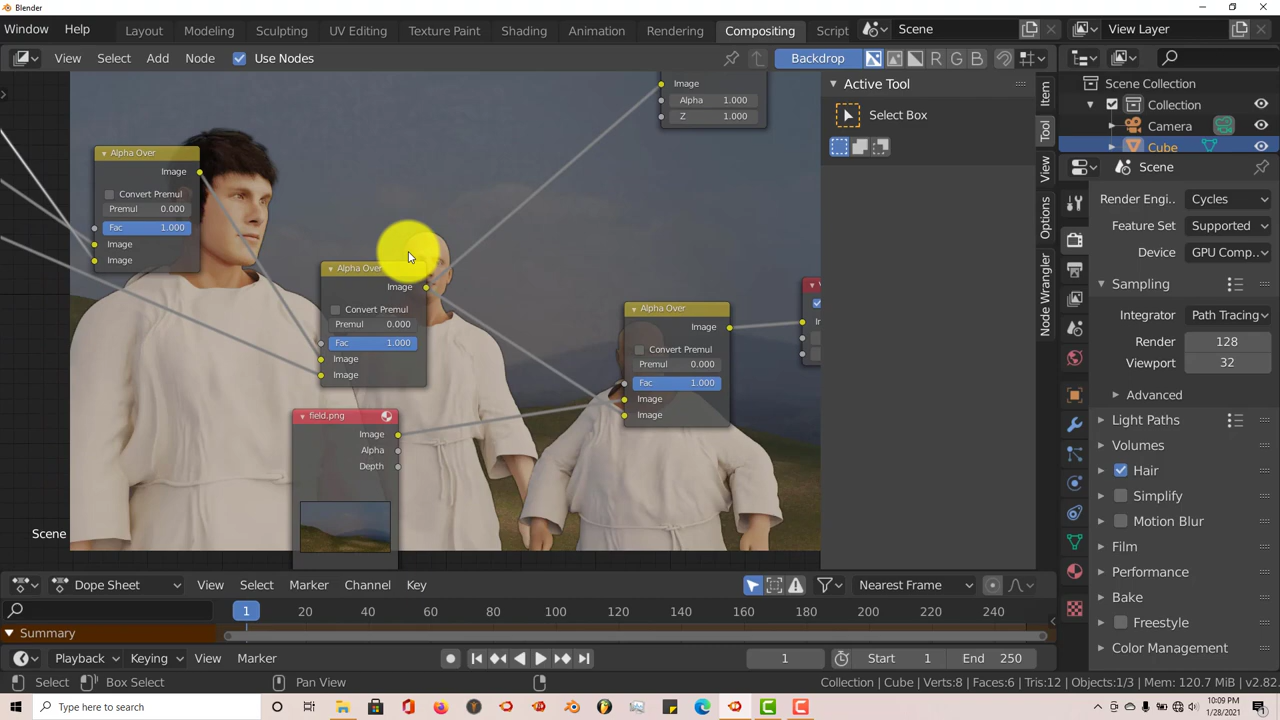 Blender
Window Help Layout Modeling Sculpting UV Editing Texture Paint Shading Animation Rendering Compositing Script Scene View Layer
View Select Add Node Use Nodes Backdrop R G B
Image
Alpha 1.000
Z 1.000
Alpha Over
Image
Convert Premul
Premul 0.000
Fac 1.000
Image
Image
Alpha Over
Image
Convert Premul
Premul 0.000
Fac 1.000
Image
Image
Alpha Over
Image
Convert Premul
Premul 0.000
Fac 1.000
Image
Image
field.png
Image
Alpha
Depth
Scene
Active Tool
Select Box
Item
Tool
View
Options
Node Wrangler
Scene Collection
Collection
Camera
Cube
Scene
Render Engi.. Cycles
Feature Set Supported
Device GPU Comp...
Sampling
Integrator Path Tracing
Render 128
Viewport 32
Advanced
Light Paths
Volumes
Hair
Simplify
Motion Blur
Film
Performance
Bake
Freestyle
Color Management
Dope Sheet View Select Marker Channel Key Nearest Frame
1 20 40 60 80 100 120 140 160 180 200 220 240
Summary
Playback Keying View Marker 1 Start 1 End 250
Select Box Select Pan View Collection | Cube | Verts:8 | Faces:6 | Tris:12 | Objects:1/3 | Mem: 120.7 MiB | v2.82
Type here to search
10:09 PM
1/28/2021